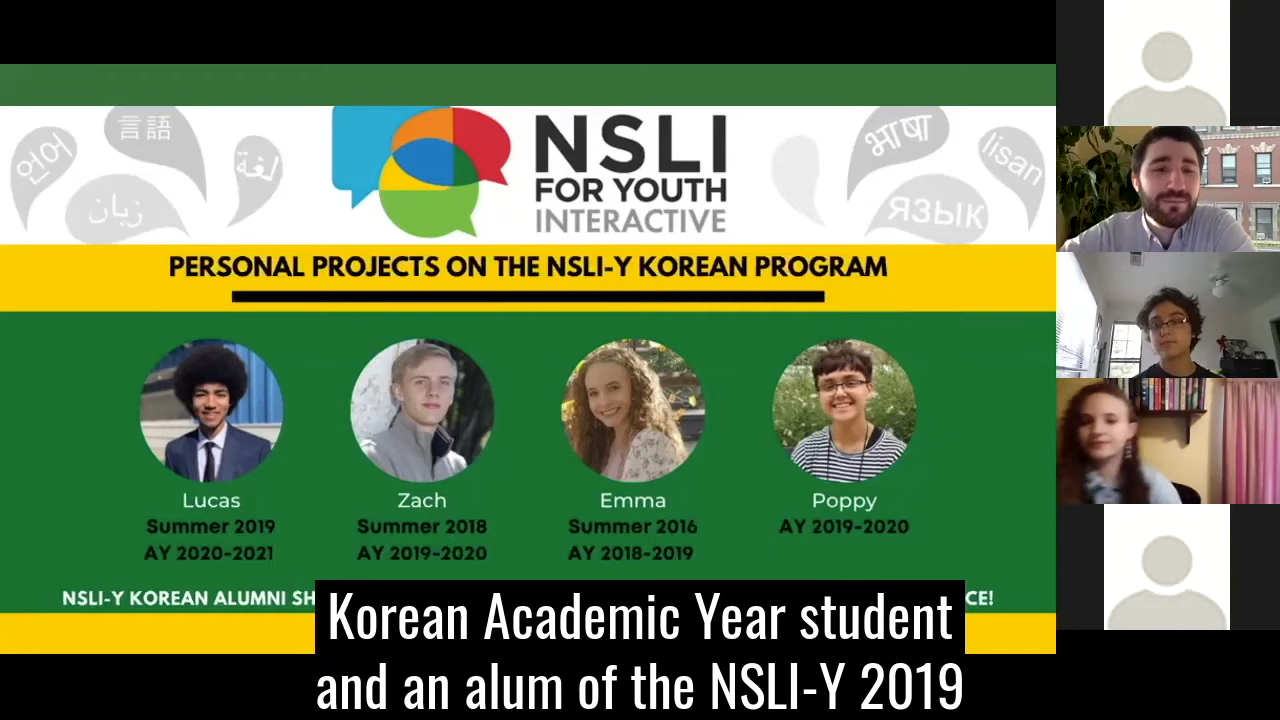 언어
言語
لغة
زبان
भाषा
lisan
ЯЗЫК
NSLI
FOR YOUTH
INTERACTIVE
PERSONAL PROJECTS ON THE NSLI-Y KOREAN PROGRAM
Lucas
Summer 2019
AY 2020-2021
Zach
Summer 2018
AY 2019-2020
Emma
Summer 2016
AY 2018-2019
Poppy
AY 2019-2020
NSLI-Y KOREAN ALUMNI SH CE!
Korean Academic Year student
and an alum of the NSLI-Y 2019